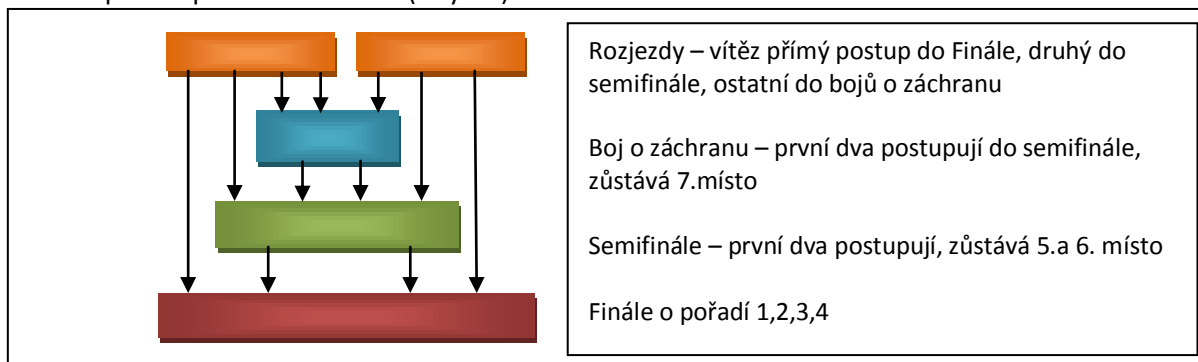 Rozjezdy – vítěz přímý postup do Finále, druhý do
semifinále, ostatní do bojů o záchranu
Boj o záchranu – první dva postupují do semifinále,
zůstává 7.místo
Semifinále – první dva postupují, zůstává 5.a 6. místo
Finále o pořadí 1,2,3,4